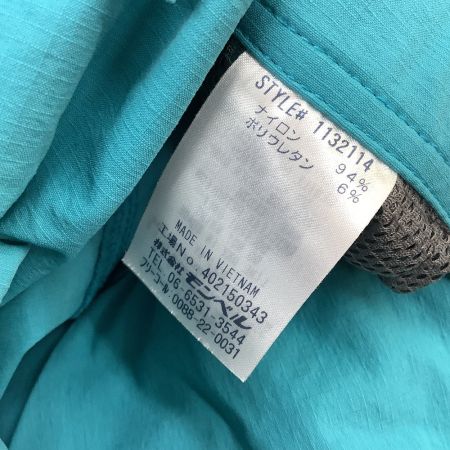 STYLE# 1132114
ナイロン 94%
ポリウレタン 6%
MADE IN VIETNAM
工場No. 402150343
株式会社 モンベル
TEL. 06-6531-3544
フリーコール 0088-22-0031